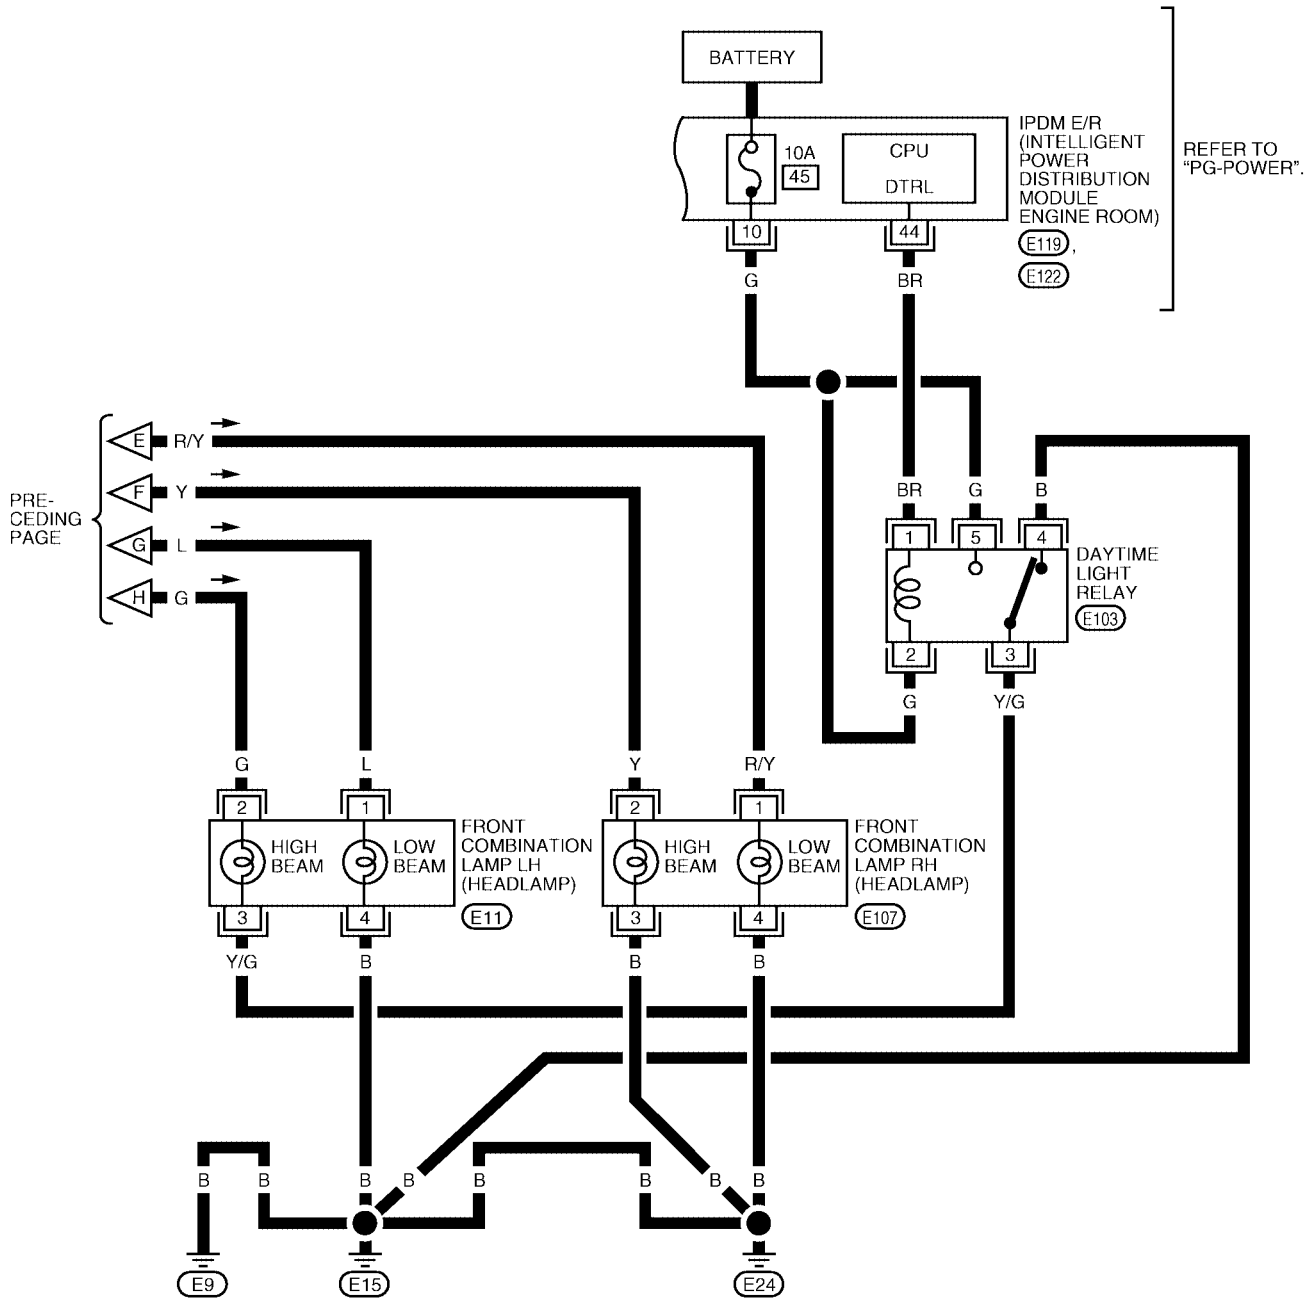 BATTERY
IPDM E/R
(INTELLIGENT
POWER
DISTRIBUTION
MODULE
ENGINE ROOM)
E119 ,
E122
REFER TO
“PG-POWER”.
10A
45
CPU
DTRL
10
44
G
BR
PRE-
CEDING
PAGE
E R/Y
F Y
G L
H G
BR
G
B
1
5
4
DAYTIME
LIGHT
RELAY
E103
2
3
G
Y/G
G
L
Y
R/Y
2
1
2
1
HIGH
BEAM
LOW
BEAM
FRONT
COMBINATION
LAMP LH
(HEADLAMP)
E11
HIGH
BEAM
LOW
BEAM
FRONT
COMBINATION
LAMP RH
(HEADLAMP)
E107
3
4
3
4
Y/G
B
B
B
B
B
B
B
B
B
B
B
E9
E15
E24